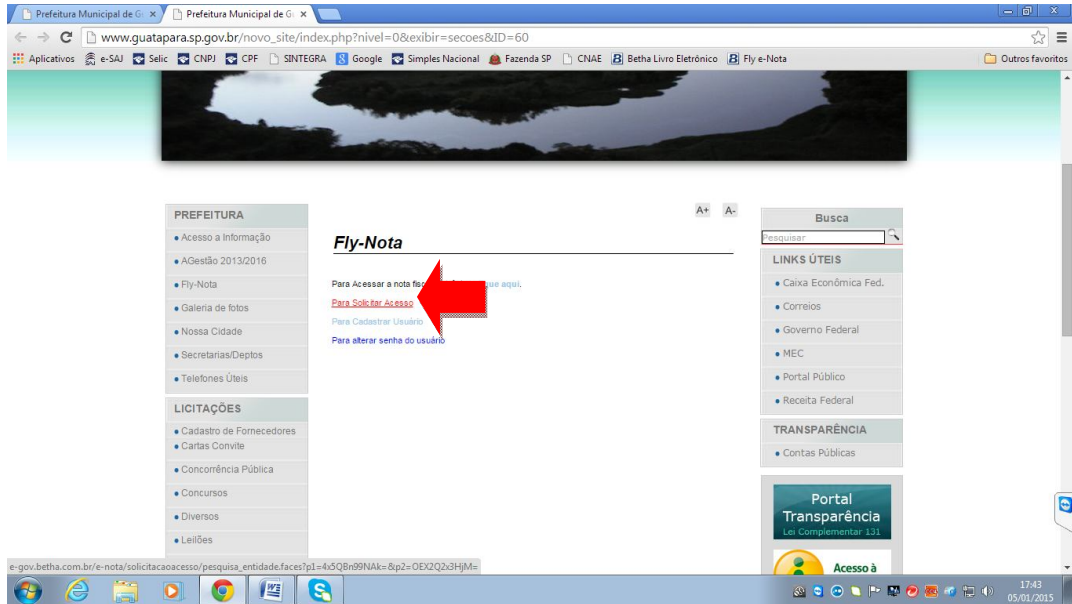 Prefeitura Municipal de G
Prefeitura Municipal de G
www.guatapara.sp.gov.br/novo_site/index.php?nivel=0&exibir=secoes&ID=60
Aplicativos e-SAJ Selic CNPJ CPF SINTEGRA Google Simples Nacional Fazenda SP CNAE Betha Livro Eletrônico Fly e-Nota Outros favoritos
A+ A-
PREFEITURA
Acesso a Informação
AGestão 2013/2016
Fly-Nota
Galeria de fotos
Nossa Cidade
Secretarias/Deptos
Telefones Úteis
LICITAÇÕES
Cadastro de Fornecedores
Cartas Convite
Concorrência Pública
Concursos
Diversos
Leilões
Fly-Nota
Para Acessar a nota aqui.
Para Solicitar Acesso
Para Cadastrar Usuário
Para alterar senha do usuário
Busca
Pesquisar
LINKS ÚTEIS
Caixa Econômica Fed.
Correios
Governo Federal
MEC
Portal Público
Receita Federal
TRANSPARÊNCIA
Contas Públicas
Portal
Transparência
Lei Complementar 131
Acesso à
e-gov.betha.com.br/e-nota/solicitacaoacesso/pesquisa_entidade.faces?p1=4x5QBn99NAk=&p2=OEX2Q2x3HjM=
17:43
05/01/2015